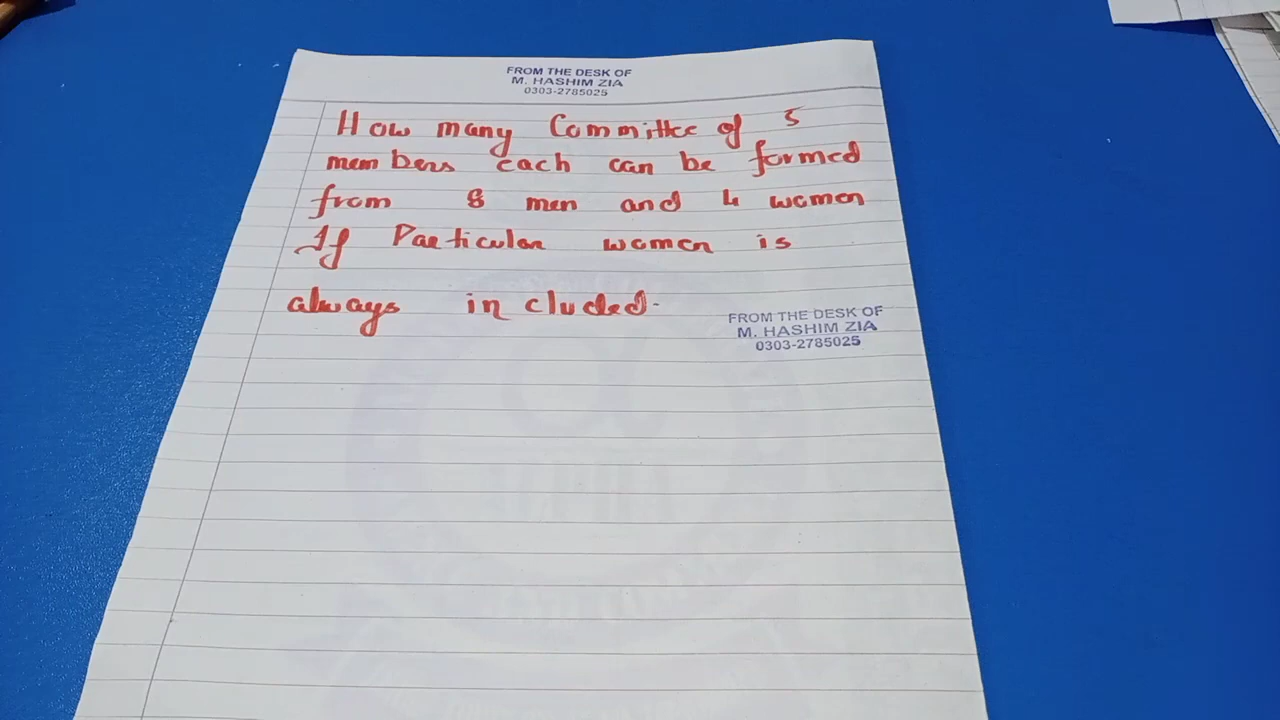 FROM THE DESK OF
M. HASHIM ZIA
0303-2785025
How many Committee of 5
members each can be formed
from 8 men and 4 women
If Particular women is
always included.
FROM THE DESK OF
M. HASHIM ZIA
0303-2785025